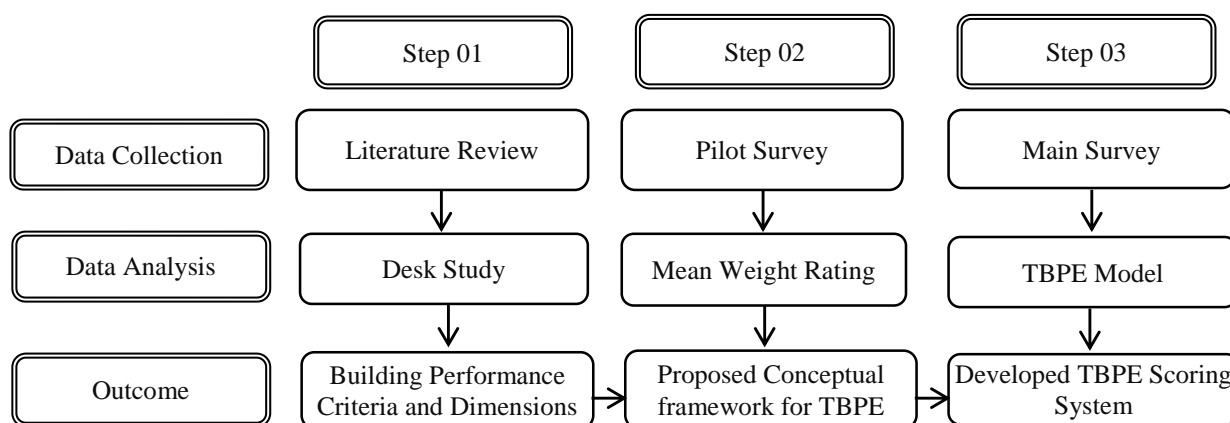 Step 01
Step 02
Step 03
Data Collection
Literature Review
Pilot Survey
Main Survey
Data Analysis
Desk Study
Mean Weight Rating
TBPE Model
Outcome
Building Performance
Criteria and Dimensions
Proposed Conceptual
framework for TBPE
Developed TBPE Scoring
System